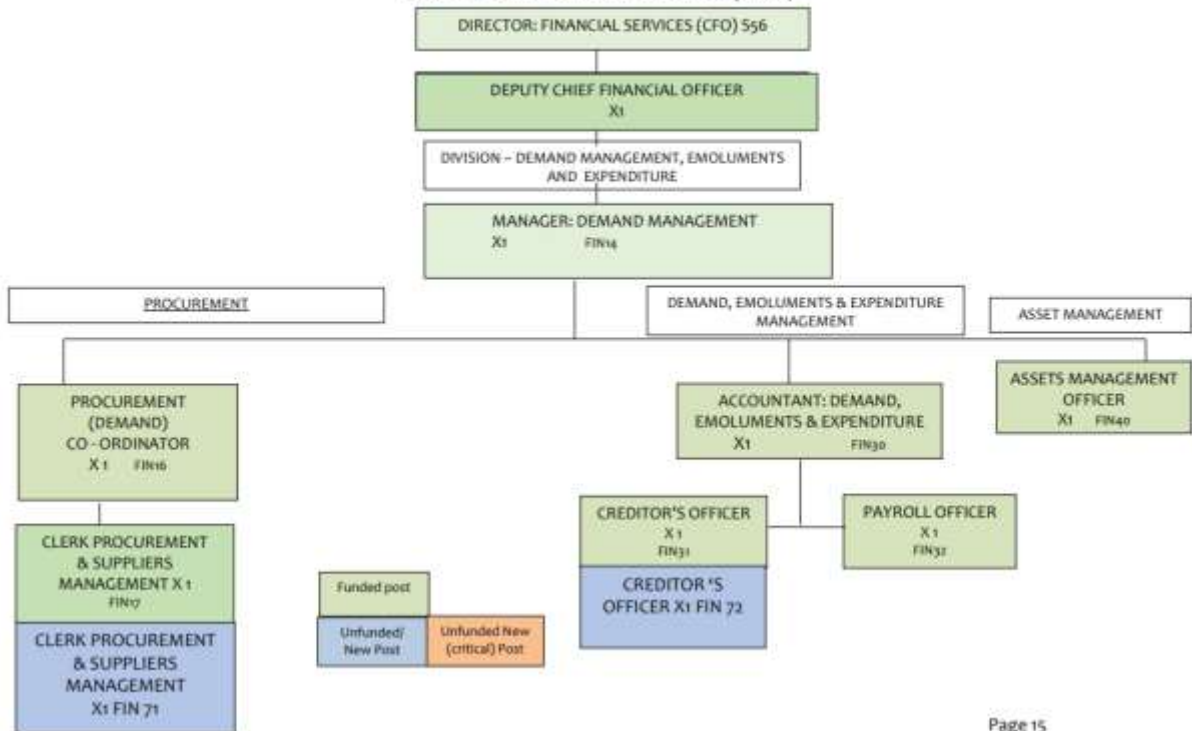 DIRECTOR: FINANCIAL SERVICES (CFO) S56
DEPUTY CHIEF FINANCIAL OFFICER
X1
DIVISION – DEMAND MANAGEMENT, EMOLUMENTS
AND EXPENDITURE
MANAGER: DEMAND MANAGEMENT
X1 FIN14
PROCUREMENT
DEMAND, EMOLUMENTS & EXPENDITURE
MANAGEMENT
ASSET MANAGEMENT
PROCUREMENT
(DEMAND)
CO - ORDINATOR
X 1 FIN16
ACCOUNTANT: DEMAND,
EMOLUMENTS & EXPENDITURE
X1 FIN30
ASSETS MANAGEMENT
OFFICER
X1 FIN40
CLERK PROCUREMENT
& SUPPLIERS
MANAGEMENT X 1
FIN17
CLERK PROCUREMENT
& SUPPLIERS
MANAGEMENT
X1 FIN 71
CREDITOR'S OFFICER
X 1
FIN31
CREDITOR 'S
OFFICER X1 FIN 72
PAYROLL OFFICER
X 1
FIN32
Funded post
Unfunded/
New Post
Unfunded New
(critical) Post
Page 15